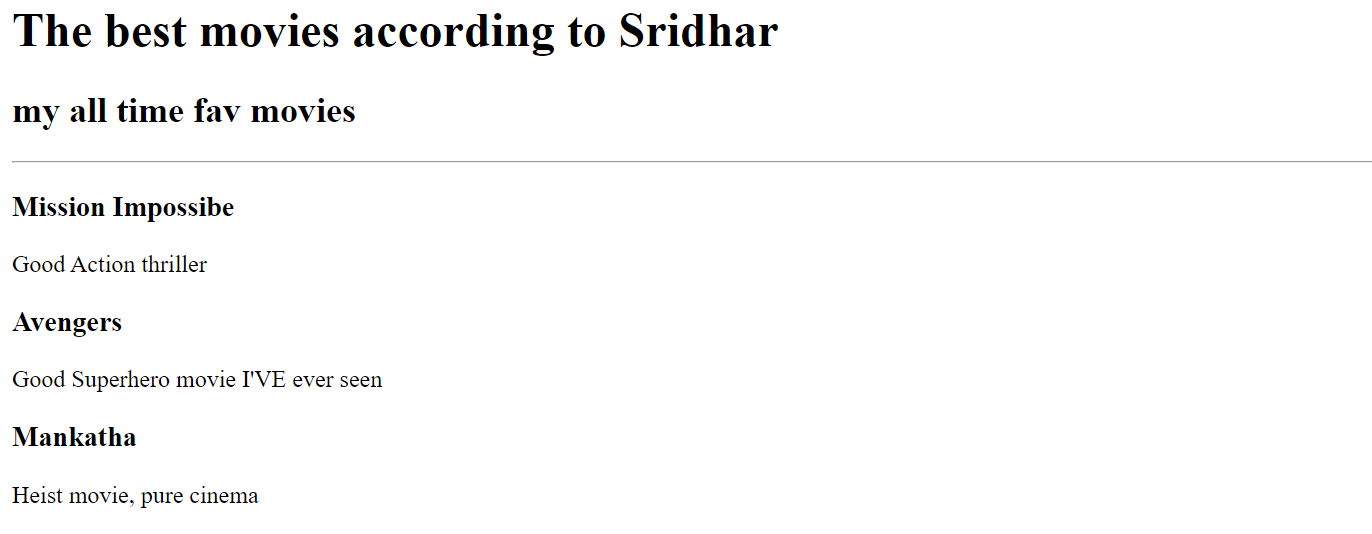 The best movies according to Sridhar
my all time fav movies
Mission Impossibe
Good Action thriller
Avengers
Good Superhero movie I'VE ever seen
Mankatha
Heist movie, pure cinema